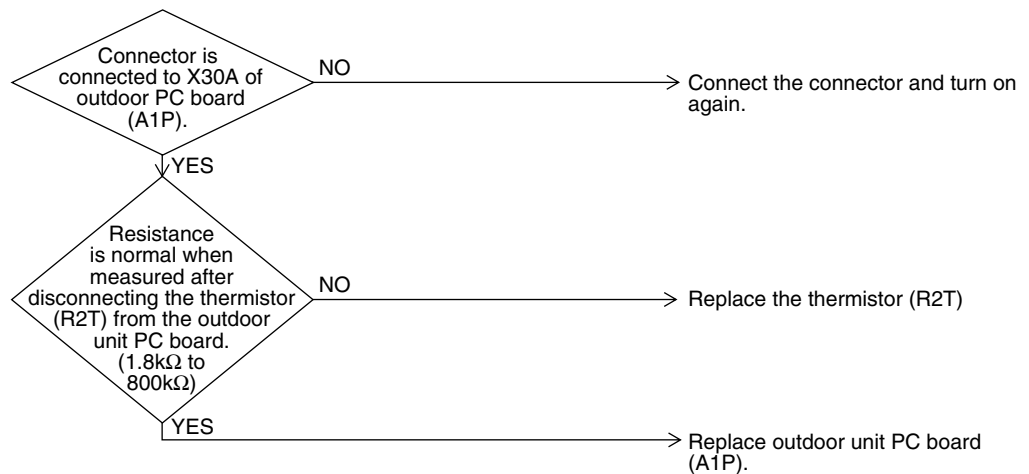 Connector is
connected to X30A of
outdoor PC board
(A1P).
NO
Connect the connector and turn on
again.
YES
Resistance
is normal when
measured after
disconnecting the thermistor
(R2T) from the outdoor
unit PC board.
(1.8kΩ to
800kΩ)
NO
Replace the thermistor (R2T)
YES
Replace outdoor unit PC board
(A1P).